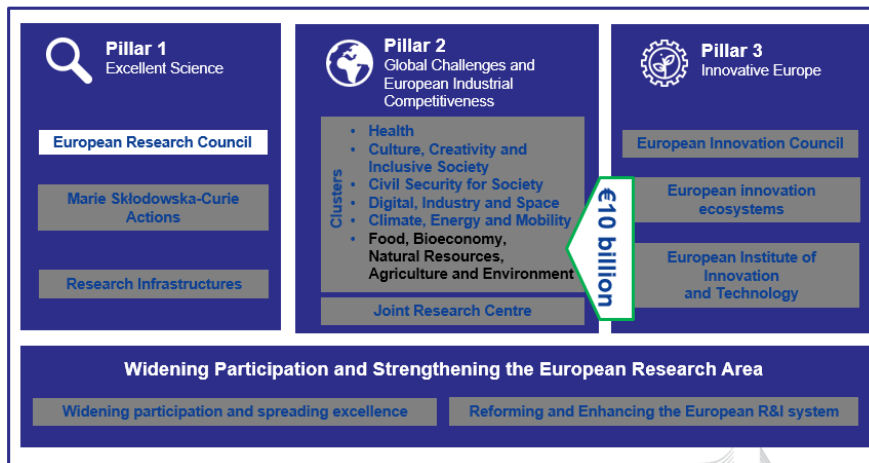 Pillar 1
Excellent Science
European Research Council
Marie Skłodowska-Curie
Actions
Research Infrastructures
Pillar 2
Global Challenges and
European Industrial
Competitiveness
Clusters
• Health
• Culture, Creativity and
Inclusive Society
• Civil Security for Society
• Digital, Industry and Space
• Climate, Energy and Mobility
• Food, Bioeconomy,
Natural Resources,
Agriculture and Environment
Joint Research Centre
€10 billion
Pillar 3
Innovative Europe
European Innovation Council
European innovation
ecosystems
European Institute of
Innovation
and Technology
Widening Participation and Strengthening the European Research Area
Widening participation and spreading excellence
Reforming and Enhancing the European R&I system